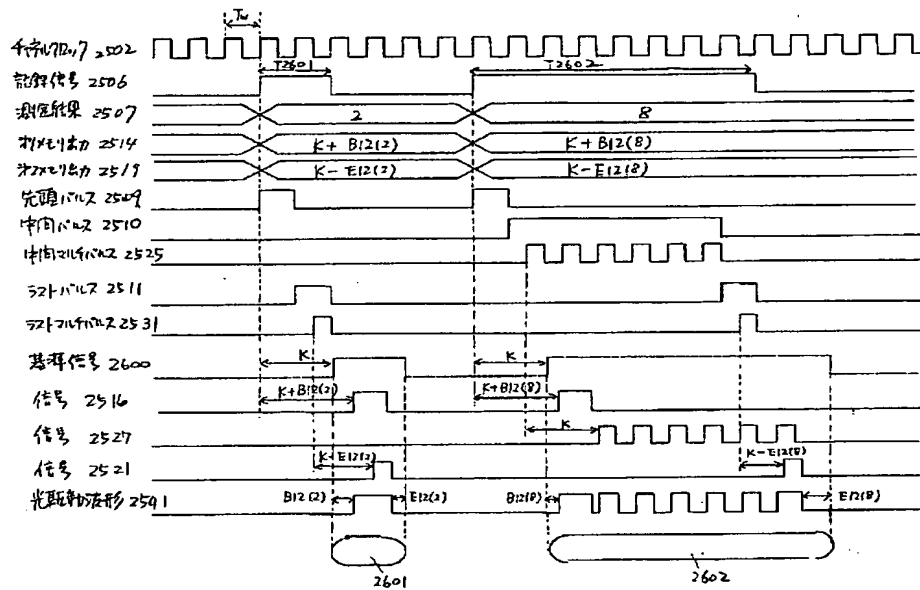 Tw
チャネルクロック 2502
T2601
T2602
記録信号 2506
測定結果 2507
2
8
オ1メモリ出力 2514
K+B12(2)
K+B12(8)
オ2メモリ出力 2519
K-E12(2)
K-E12(8)
先頭パルス 2509
中間パルス 2510
中間マルチパルス 2525
ラストパルス 2511
ラストマルチパルス 2531
基準信号 2600
K
K
信号 2516
K+B12(2)
K+B12(8)
信号 2527
K
信号 2521
K-E12(2)
K-E12(8)
光駆動波形 2541
B12(2)
E12(2)
B12(8)
E12(8)
2601
2602